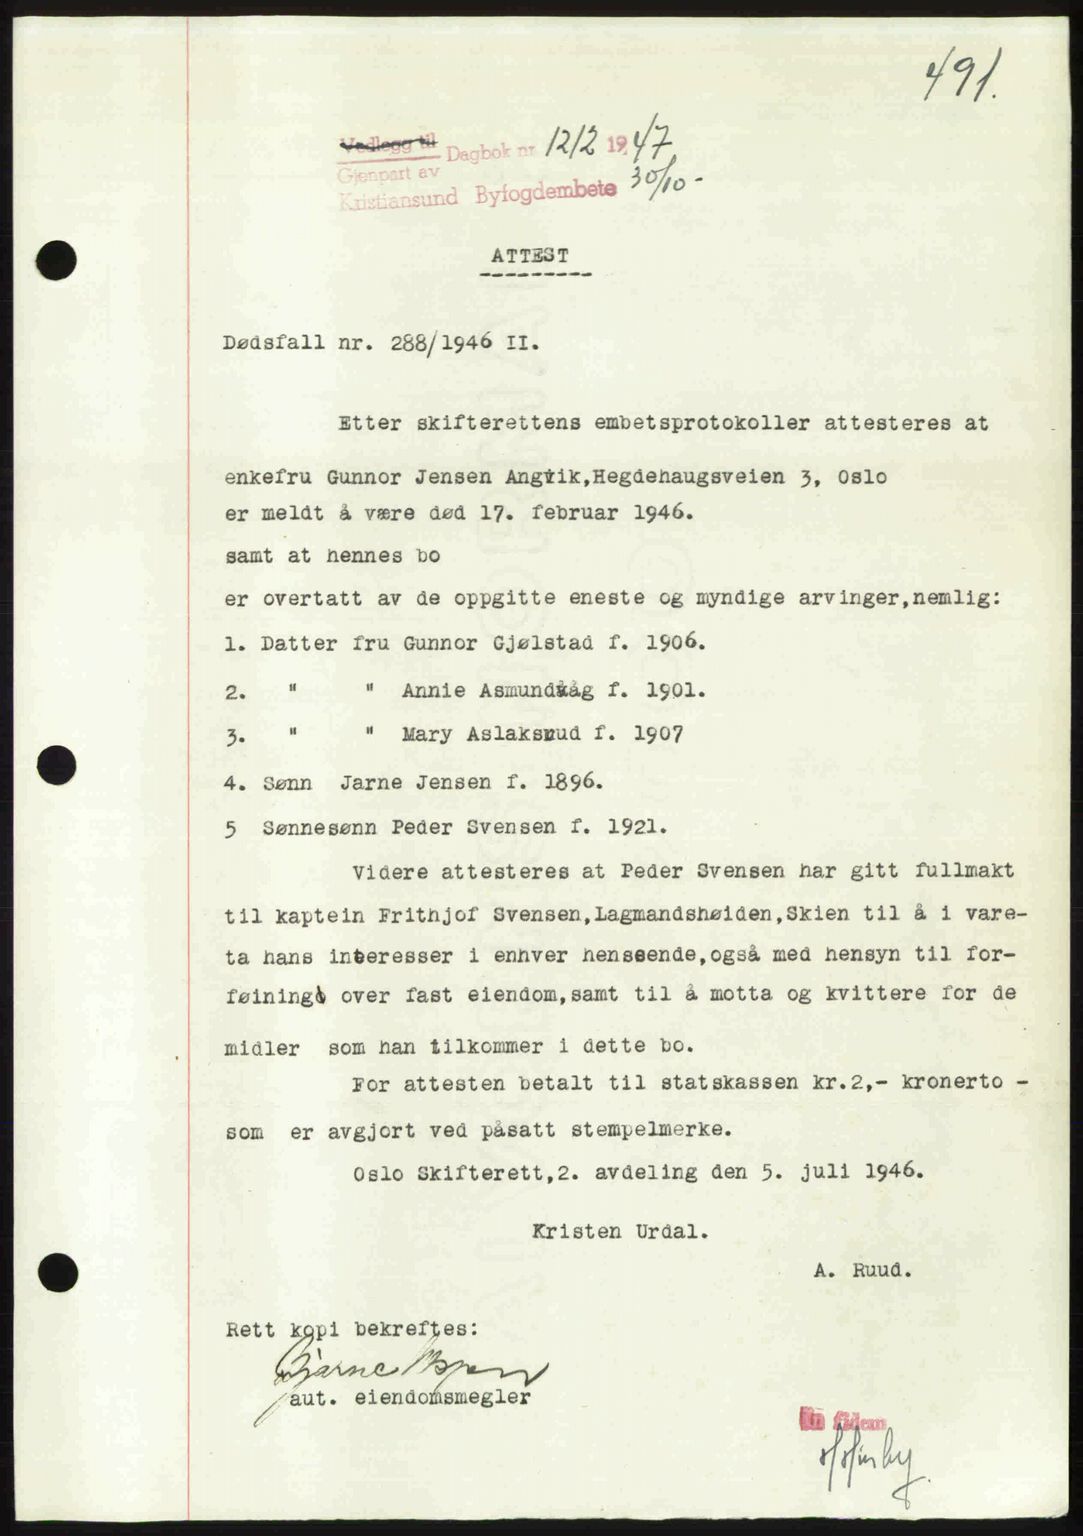 491.
Vedlegg til
Dagbok nr. 1212 1947
Gjenpart av
30/10-
Kristiansund Byfogdembete
ATTEST
Dødsfall nr. 288/1946 II.
Etter skifterettens embetsprotokoller attesteres at
enkefru Gunnor Jensen Angvik,Hegdehaugsveien 3, Oslo
er meldt å være død 17. februar 1946.
samt at hennes bo
er overtatt av de oppgitte eneste og myndige arvinger,nemlig:
1. Datter fru Gunnor Gjølstad f. 1906.
2. " " Annie Asmundvåg f. 1901.
3. " " Mary Aslaksrud f. 1907
4. Sønn Jarne Jensen f. 1896.
5 Sønnesønn Peder Svensen f. 1921.
Videre attesteres at Peder Svensen har gitt fullmakt
til kaptein Frithjof Svensen,Lagmandshøiden,Skien til å i vare-
ta hans interesser i enhver henseende,også med hensyn til for-
føining over fast eiendom,samt til å motta og kvittere for de
midler som han tilkommer i dette bo.
For attesten betalt til statskassen kr.2,- kronerto -
som er avgjort ved påsatt stempelmerke.
Oslo Skifterett,2. avdeling den 5. juli 1946.
Kristen Urdal.
A. Ruud.
Rett kopi bekreftes:
Bjarne
aut. eiendomsmegler
In fidem